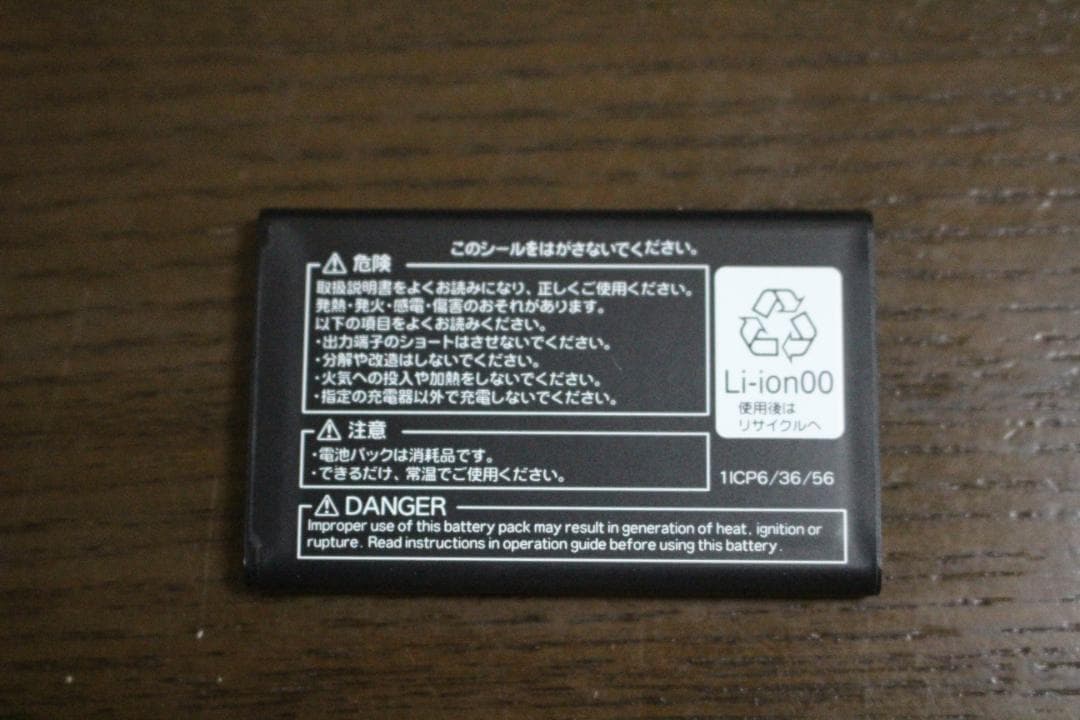 このシールをはがさないでください。
危険
取扱説明書をよくお読みになり、正しくご使用ください。
発熱・発火・感電・傷害のおそれがあります。
以下の項目をよくお読みください。
・出力端子のショートはさせないでください。
・分解や改造はしないでください。
・火気への投入や加熱をしないでください。
・指定の充電器以外で充電しないでください。
Li-ion00
使用後は
リサイクルへ
注意
・電池パックは消耗品です。
・できるだけ、常温でご使用ください。
1ICP6/36/56
DANGER
Improper use of this battery pack may result in generation of heat, ignition or
rupture. Read instructions in operation guide before using this battery.